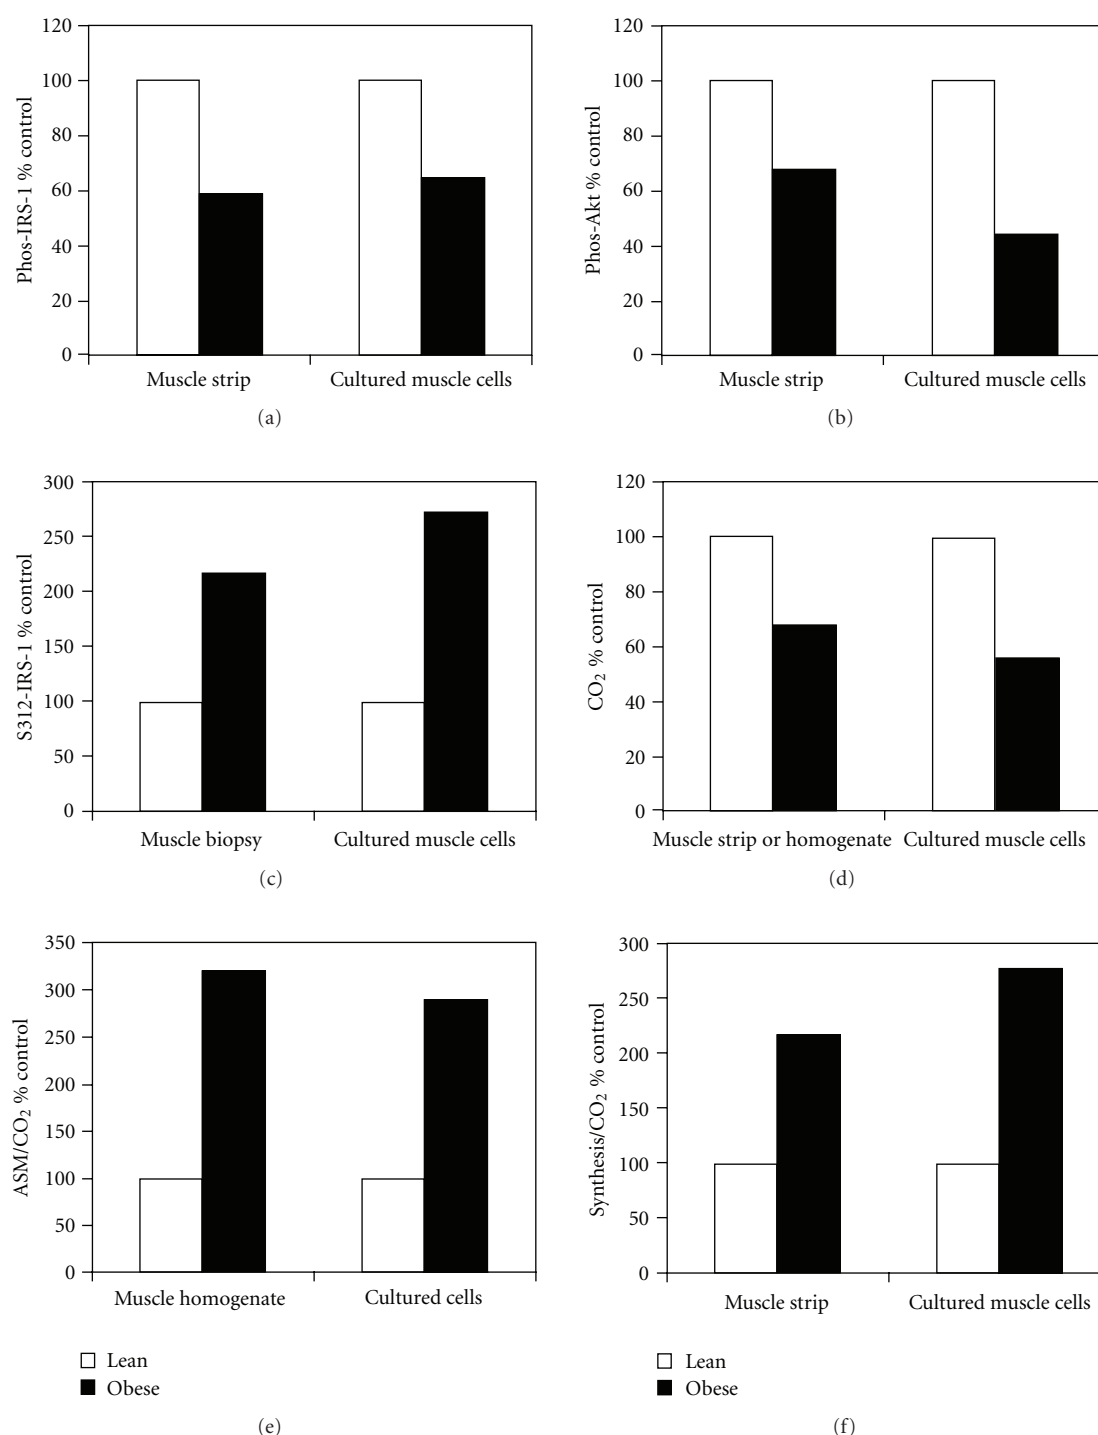 120
100
80
60
40
20
0
Phos-IRS-1 % control
Muscle strip
Cultured muscle cells
(a)
120
100
80
60
40
20
0
Phos-Akt % control
Muscle strip
Cultured muscle cells
(b)
300
250
200
150
100
50
0
S312-IRS-1 % control
Muscle biopsy
Cultured muscle cells
(c)
120
100
80
60
40
20
0
CO2 % control
Muscle strip or homogenate
Cultured muscle cells
(d)
350
300
250
200
150
100
50
0
ASM/CO2 % control
Muscle homogenate
Cultured cells
Lean
Obese
(e)
300
250
200
150
100
50
0
Synthesis/CO2 % control
Muscle strip
Cultured muscle cells
Lean
Obese
(f)